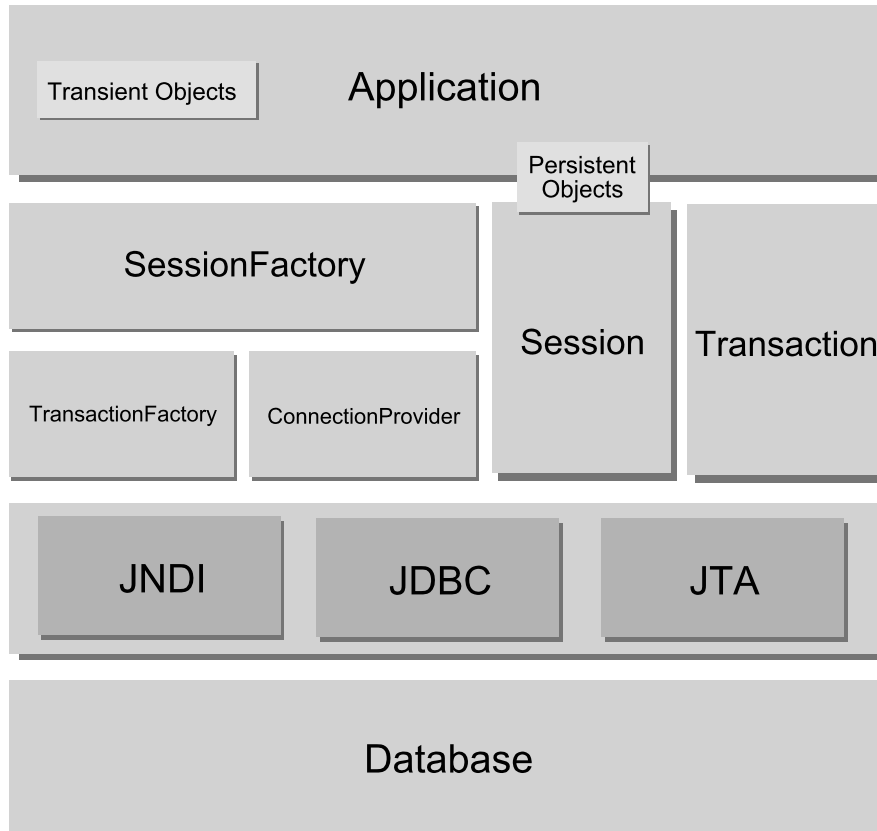 Transient Objects
Application
Persistent
Objects
SessionFactory
Session
Transaction
TransactionFactory
ConnectionProvider
JNDI
JDBC
JTA
Database